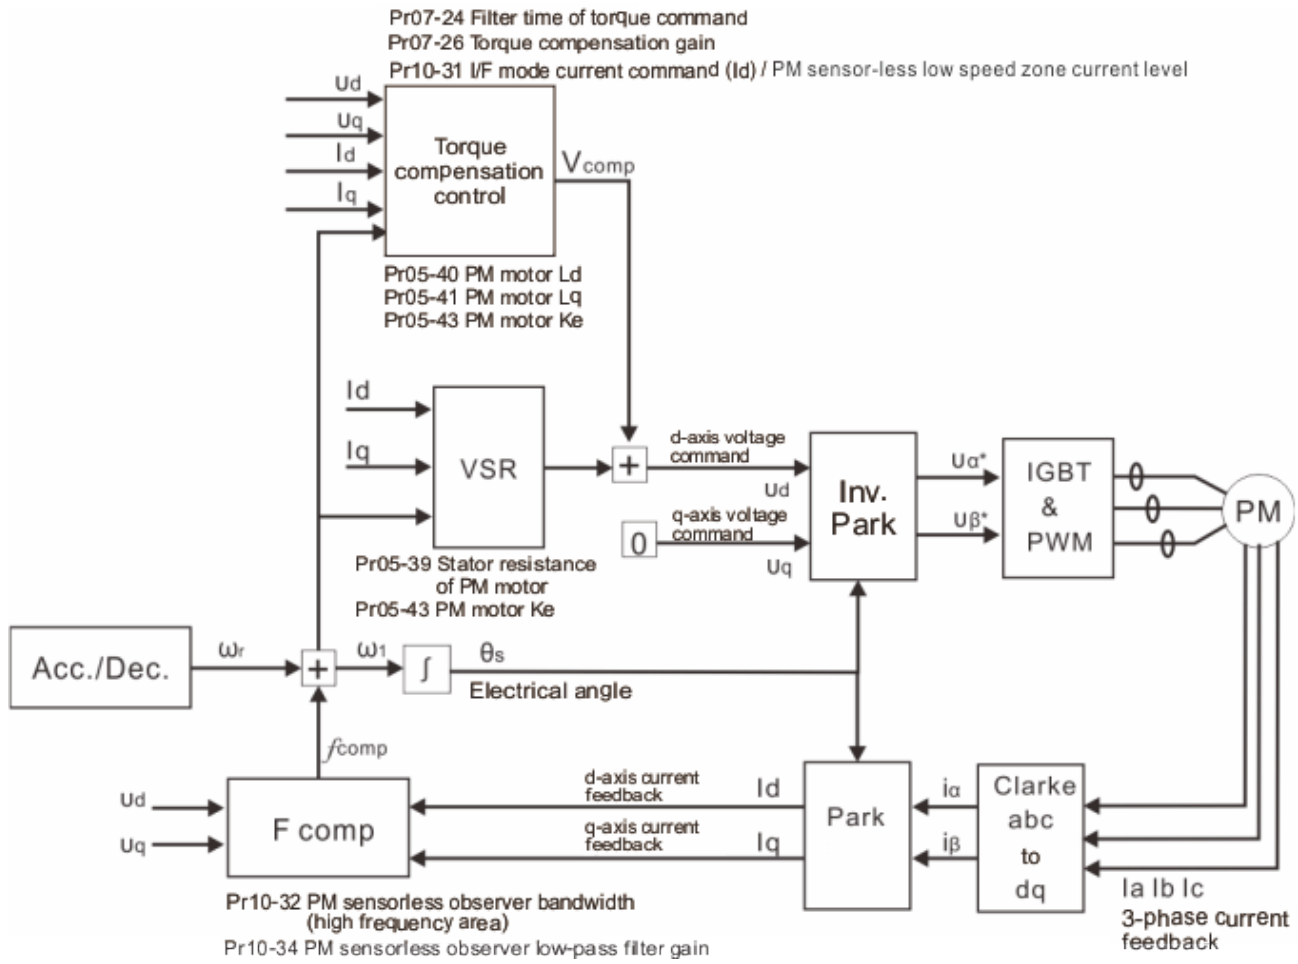 Pr07-24 Filter time of torque command
Pr07-26 Torque compensation gain
Pr10-31 I/F mode current command (Id) / PM sensor-less low speed zone current level
ud
uq
Id
Iq
Torque
compensation
control
Vcomp
Pr05-40 PM motor Ld
Pr05-41 PM motor Lq
Pr05-43 PM motor Ke
Id
Iq
VSR
+
d-axis voltage
command
ud
0
q-axis voltage
command
uq
Inv.
Park
uα*
uβ*
IGBT
&
PWM
PM
Pr05-39 Stator resistance
of PM motor
Pr05-43 PM motor Ke
Acc./Dec.
ωr
+
ω1
∫
θs
Electrical angle
fcomp
ud
uq
F comp
d-axis current
feedback
Id
q-axis current
feedback
Iq
Park
iα
iβ
Clarke
abc
to
dq
Ia Ib Ic
3-phase current
feedback
Pr10-32 PM sensorless observer bandwidth
(high frequency area)
Pr10-34 PM sensorless observer low-pass filter gain